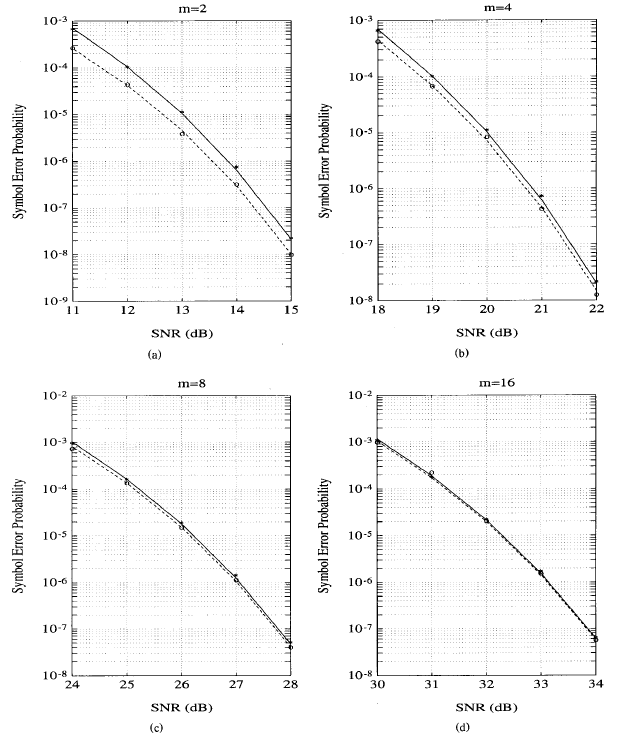 m=2
Symbol Error Probability
10-3
10-4
10-5
10-6
10-7
10-8
10-9
11 12 13 14 15
SNR (dB)
(a)
m=4
Symbol Error Probability
10-3
10-4
10-5
10-6
10-7
10-8
18 19 20 21 22
SNR (dB)
(b)
m=8
Symbol Error Probability
10-2
10-3
10-4
10-5
10-6
10-7
10-8
24 25 26 27 28
SNR (dB)
(c)
m=16
Symbol Error Probability
10-2
10-3
10-4
10-5
10-6
10-7
10-8
30 31 32 33 34
SNR (dB)
(d)